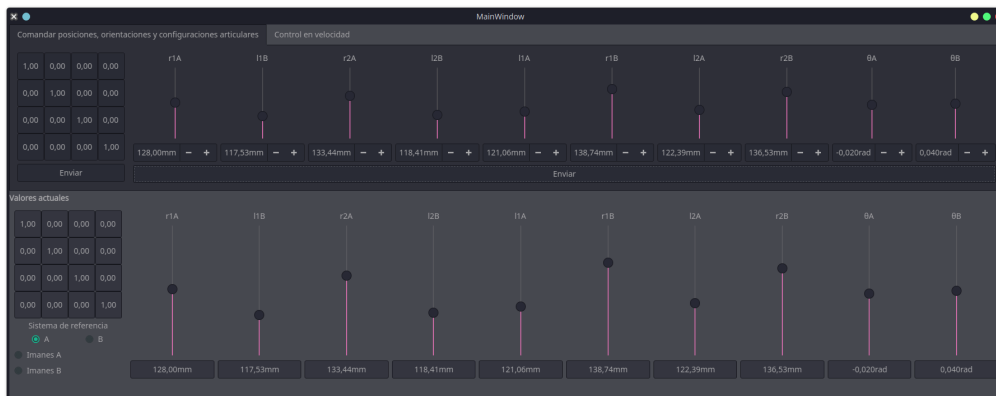 MainWindow
Comandar posiciones, orientaciones y configuraciones articulares Control en velocidad
r1A l1B r2A l2B l1A r1B l2A r2B θA θB
1,00 0,00 0,00 0,00
0,00 1,00 0,00 0,00
0,00 0,00 1,00 0,00
0,00 0,00 0,00 1,00
128,00mm − + 117,53mm − + 133,44mm − + 118,41mm − + 121,06mm − + 138,74mm − + 122,39mm − + 136,53mm − + -0,020rad − + 0,040rad − +
Enviar Enviar
Valores actuales
r1A l1B r2A l2B l1A r1B l2A r2B θA θB
1,00 0,00 0,00 0,00
0,00 1,00 0,00 0,00
0,00 0,00 1,00 0,00
0,00 0,00 0,00 1,00
Sistema de referencia
A B
Imanes A
Imanes B
128,00mm 117,53mm 133,44mm 118,41mm 121,06mm 138,74mm 122,39mm 136,53mm -0,020rad 0,040rad